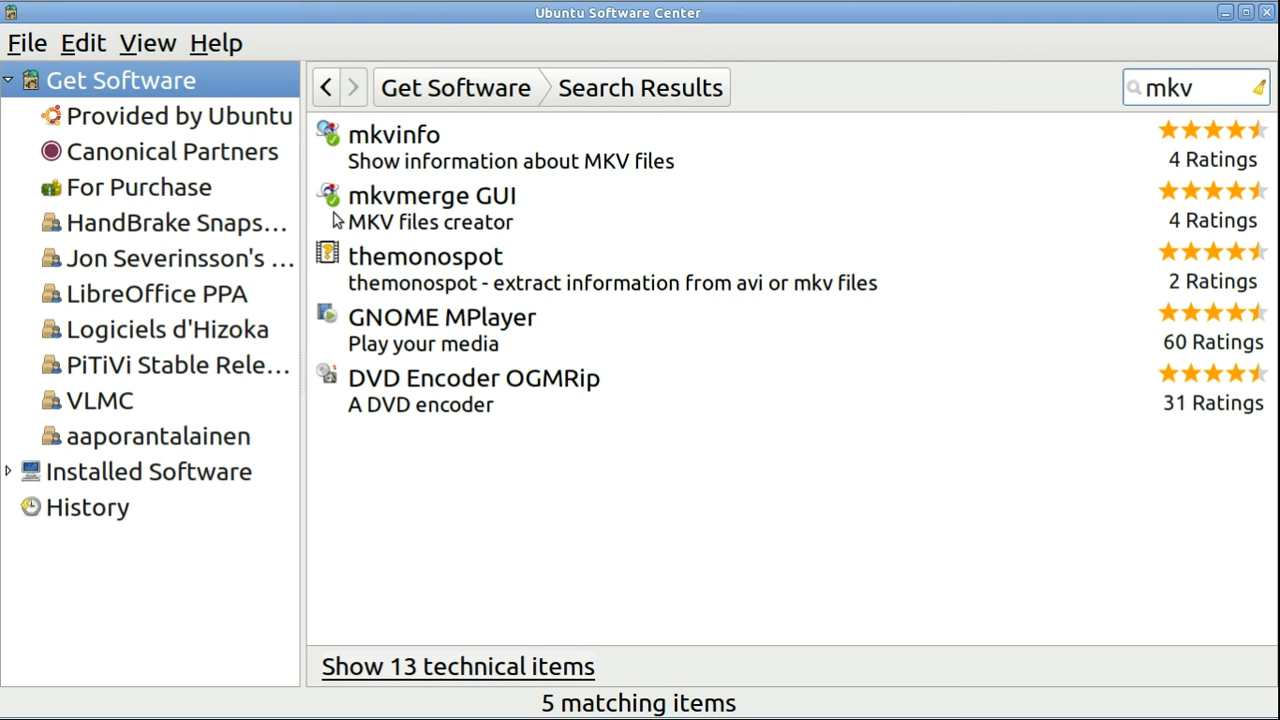 Ubuntu Software Center
File Edit View Help
Get Software
Provided by Ubuntu
Canonical Partners
For Purchase
HandBrake Snaps...
Jon Severinsson's ...
LibreOffice PPA
Logiciels d'Hizoka
PiTiVi Stable Rele...
VLMC
aaporantalainen
Installed Software
History
Get Software Search Results
mkv
mkvinfo
Show information about MKV files
4 Ratings
mkvmerge GUI
MKV files creator
4 Ratings
themonospot
themonospot - extract information from avi or mkv files
2 Ratings
GNOME MPlayer
Play your media
60 Ratings
DVD Encoder OGMRip
A DVD encoder
31 Ratings
Show 13 technical items
5 matching items